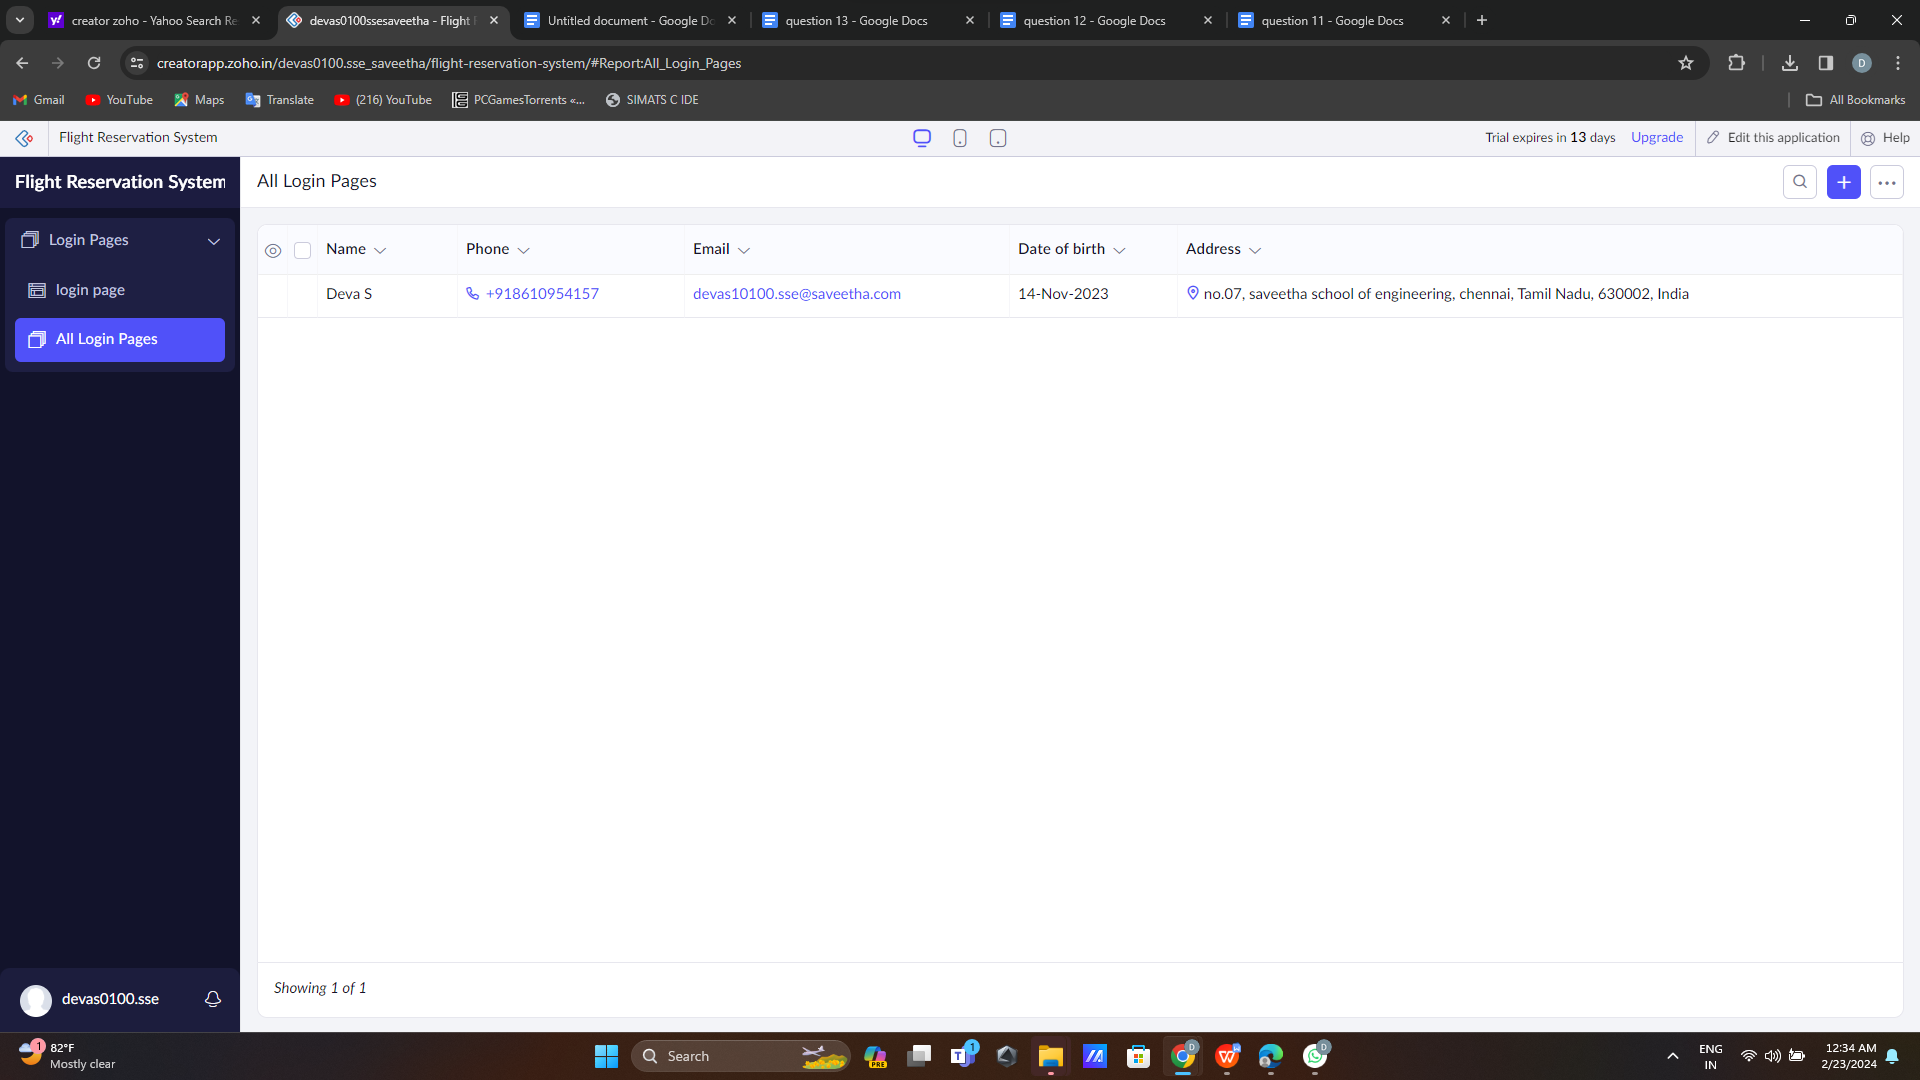 creator zoho - Yahoo Search Re
devas0100ssesaveetha - Flight
Untitled document - Google Do
question 13 - Google Docs
question 12 - Google Docs
question 11 - Google Docs
creatorapp.zoho.in/devas0100.sse_saveetha/flight-reservation-system/#Report:All_Login_Pages
D
Gmail
YouTube
Maps
Translate
(216) YouTube
PCGamesTorrents «...
SIMATS C IDE
All Bookmarks
Flight Reservation System
Trial expires in 13 days
Upgrade
Edit this application
Help
Flight Reservation System
All Login Pages
Login Pages
login page
All Login Pages
Name Phone Email Date of birth Address
Deva S +918610954157 devas10100.sse@saveetha.com 14-Nov-2023 no.07, saveetha school of engineering, chennai, Tamil Nadu, 630002, India
Showing 1 of 1
devas0100.sse
1
82°F
Mostly clear
Search
PRE
1
D
D
ENG
IN
12:34 AM
2/23/2024